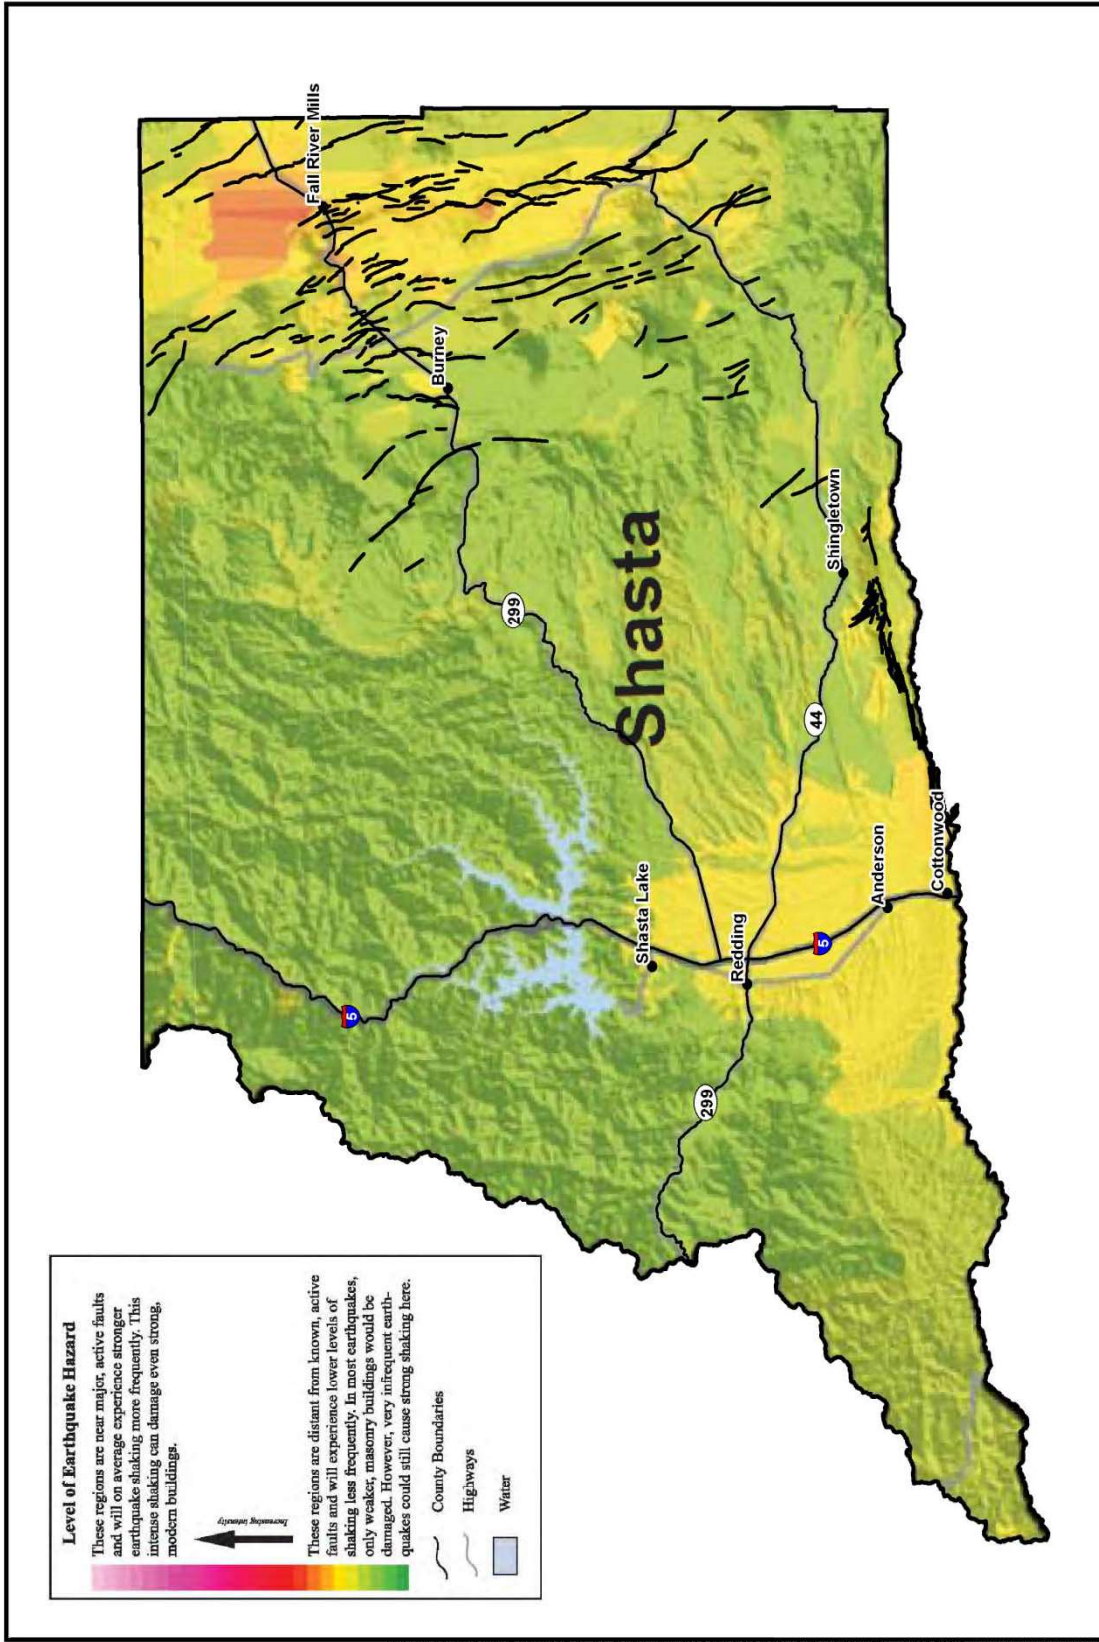 Level of Earthquake Hazard
These regions are near major, active faults
and will on average experience stronger
earthquake shaking more frequently. This
intense shaking can damage even strong,
modern buildings.
Increasing intensity
These regions are distant from known, active
faults and will experience lower levels of
shaking less frequently. In most earthquakes,
only weaker, masonry buildings would be
damaged. However, very infrequent earth-
quakes could still cause strong shaking here.
County Boundaries
Highways
Water
5
299
Shasta Lake
Redding
5
Anderson
Cottonwood
44
Shingletown
Shasta
299
Burney
Fall River Mills